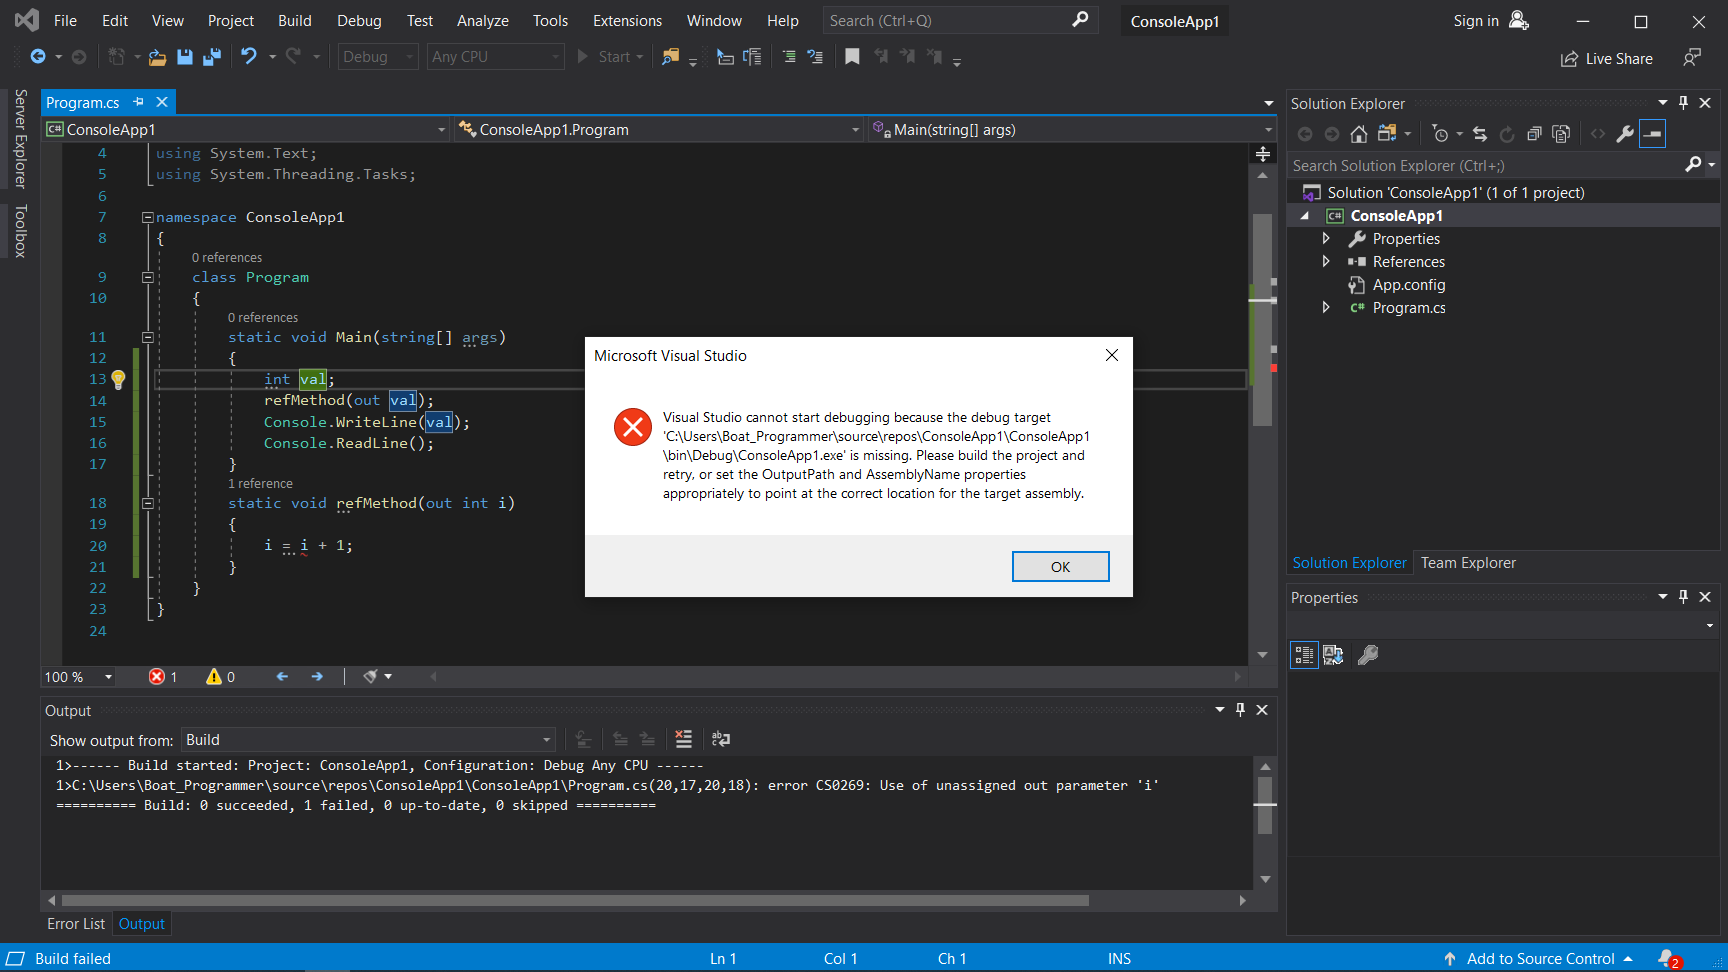 File Edit View Project Build Debug Test Analyze Tools Extensions Window Help Search (Ctrl+Q) ConsoleApp1 Sign in
Debug Any CPU Start Live Share
Server Explorer
Toolbox
Program.cs
C# ConsoleApp1 ConsoleApp1.Program Main(string[] args)
4 using System.Text;
5 using System.Threading.Tasks;
6
7 namespace ConsoleApp1
8 {
0 references
9 class Program
10 {
0 references
11 static void Main(string[] args)
12 {
13 int val;
14 refMethod(out val);
15 Console.WriteLine(val);
16 Console.ReadLine();
17 }
1 reference
18 static void refMethod(out int i)
19 {
20 i = i + 1;
21 }
22 }
23 }
24
100 % 1 0
Microsoft Visual Studio
Visual Studio cannot start debugging because the debug target
'C:\Users\Boat_Programmer\source\repos\ConsoleApp1\ConsoleApp1
\bin\Debug\ConsoleApp1.exe' is missing. Please build the project and
retry, or set the OutputPath and AssemblyName properties
appropriately to point at the correct location for the target assembly.
OK
Solution Explorer
Search Solution Explorer (Ctrl+;)
Solution 'ConsoleApp1' (1 of 1 project)
C# ConsoleApp1
Properties
References
App.config
C# Program.cs
Solution Explorer Team Explorer
Properties
Output
Show output from: Build
1>------ Build started: Project: ConsoleApp1, Configuration: Debug Any CPU ------
1>C:\Users\Boat_Programmer\source\repos\ConsoleApp1\ConsoleApp1\Program.cs(20,17,20,18): error CS0269: Use of unassigned out parameter 'i'
========== Build: 0 succeeded, 1 failed, 0 up-to-date, 0 skipped ==========
Error List Output
Build failed Ln 1 Col 1 Ch 1 INS Add to Source Control 2